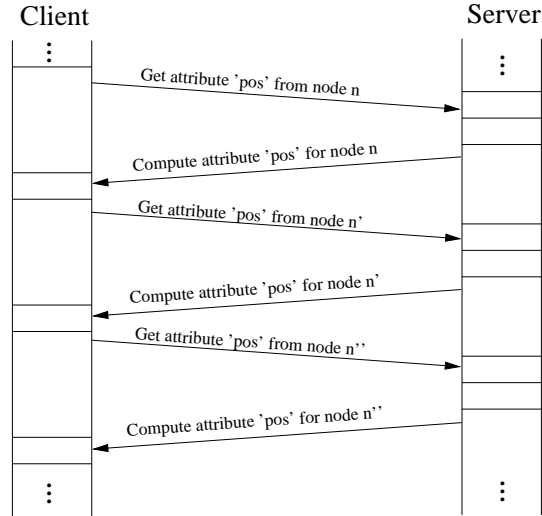 Client
Server
Get attribute 'pos' from node n
Compute attribute 'pos' for node n
Get attribute 'pos' from node n'
Compute attribute 'pos' for node n'
Get attribute 'pos' from node n''
Compute attribute 'pos' for node n''